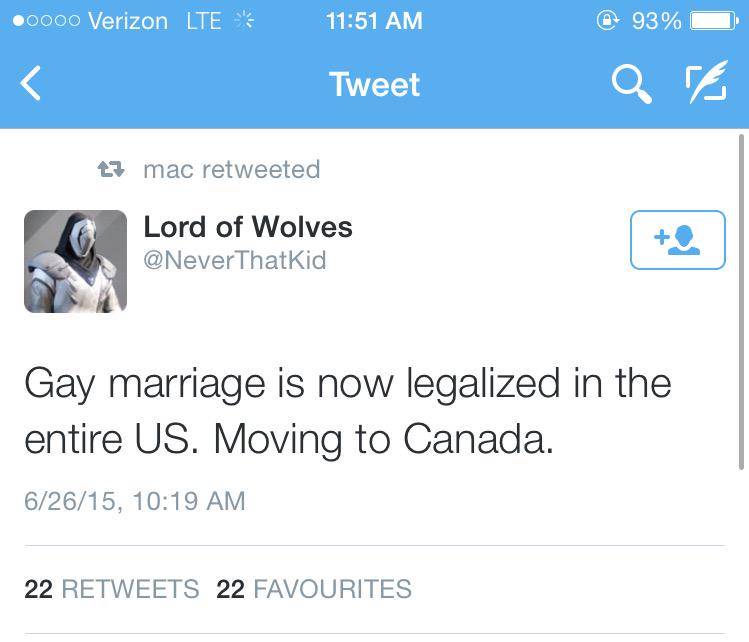 Verizon LTE 11:51 AM 93%
Tweet
mac retweeted
Lord of Wolves
@NeverThatKid
Gay marriage is now legalized in the
entire US. Moving to Canada.
6/26/15, 10:19 AM
22 RETWEETS 22 FAVOURITES